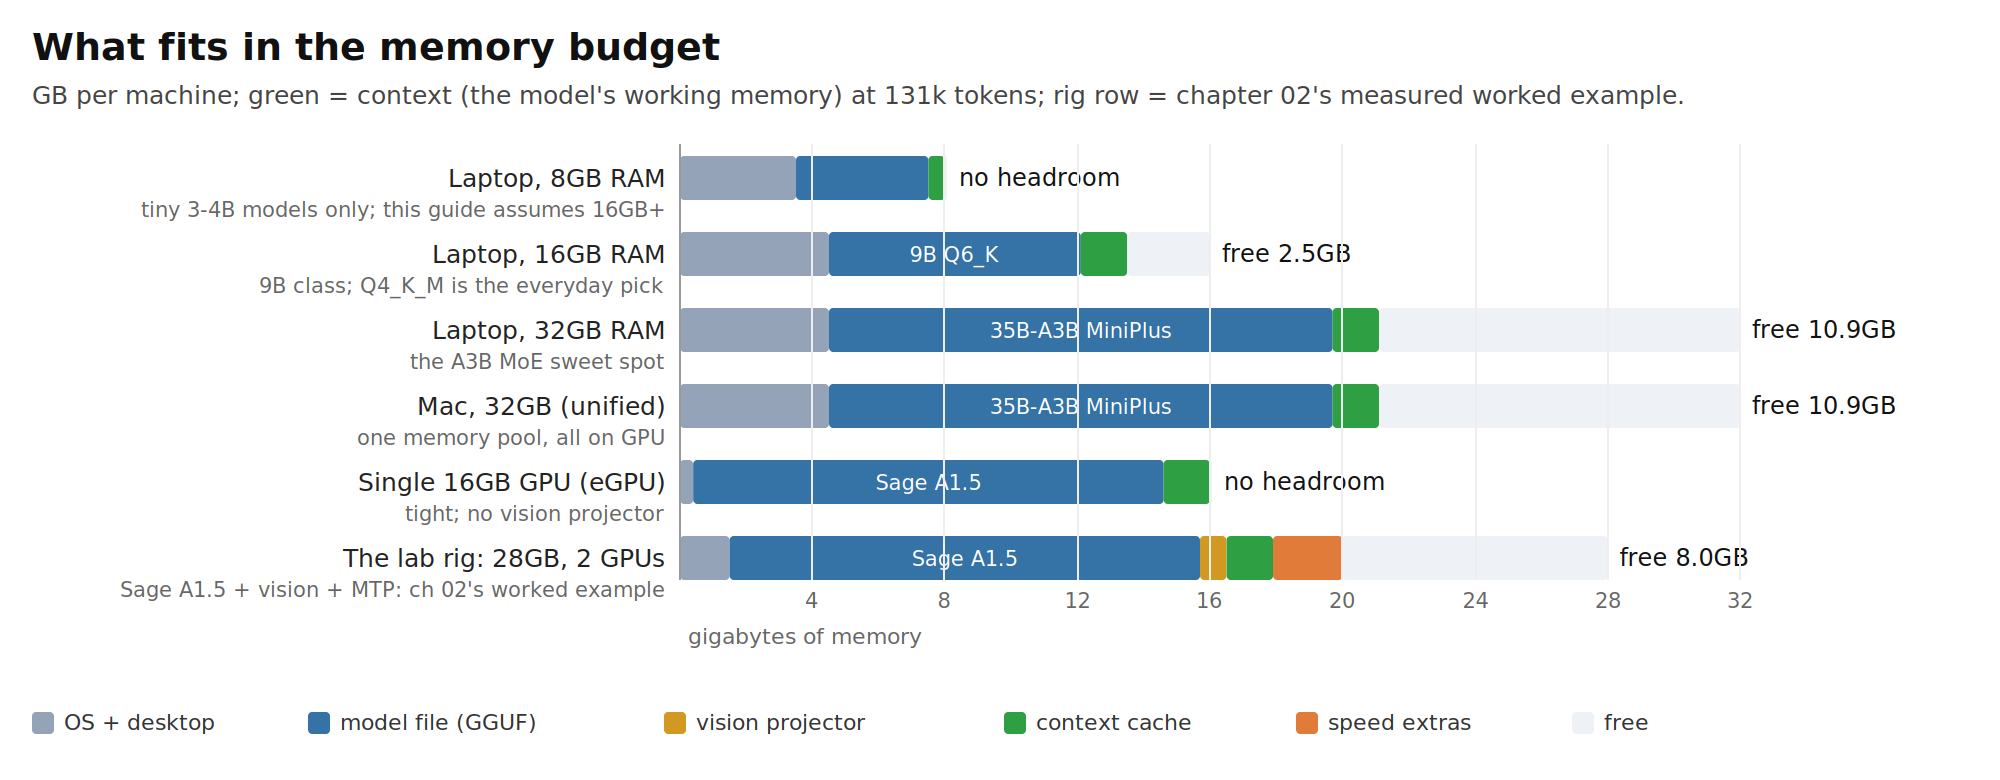 What fits in the memory budget
GB per machine; green = context (the model's working memory) at 131k tokens; rig row = chapter 02's measured worked example.
Laptop, 8GB RAM
no headroom
tiny 3-4B models only; this guide assumes 16GB+
Laptop, 16GB RAM
9B Q6_K
free 2.5GB
9B class; Q4_K_M is the everyday pick
Laptop, 32GB RAM
35B-A3B MiniPlus
free 10.9GB
the A3B MoE sweet spot
Mac, 32GB (unified)
35B-A3B MiniPlus
free 10.9GB
one memory pool, all on GPU
Single 16GB GPU (eGPU)
Sage A1.5
no headroom
tight; no vision projector
The lab rig: 28GB, 2 GPUs
Sage A1.5
free 8.0GB
Sage A1.5 + vision + MTP: ch 02's worked example
4 8 12 16 20 24 28 32
gigabytes of memory
OS + desktop model file (GGUF) vision projector context cache speed extras free